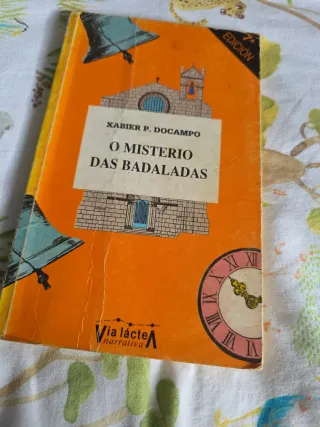 7ª EDICIÓN
XABIER P. DOCAMPO
O MISTERIO
DAS BADALADAS
Vía lácteA
narrativa